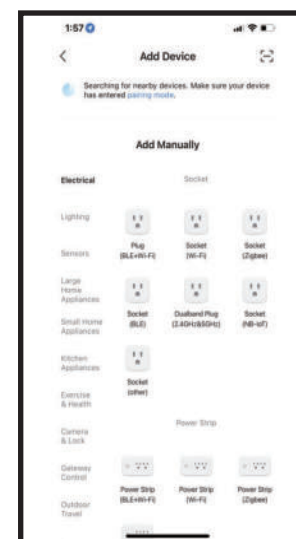 1:57
Add Device
Searching for nearby devices. Make sure your device
has entered pairing mode.
Add Manually
Electrical
Socket
Lighting
Plug
(BLE+Wi-Fi)
Socket
(Wi-Fi)
Socket
(Zigbee)
Sensors
Large
Home
Appliances
Socket
(BLE)
Dualband Plug
(2.4GHz&5GHz)
Socket
(NB-IoT)
Small Home
Appliances
Kitchen
Appliances
Socket
(other)
Exercise
& Health
Power Strip
Camera
& Lock
Gateway
Control
Power Strip
(BLE+Wi-Fi)
Power Strip
(Wi-Fi)
Power Strip
(Zigbee)
Outdoor
Travel